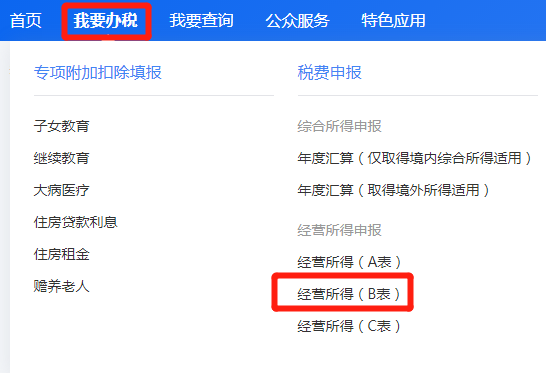 首页 我要办税 我要查询 公众服务 特色应用
专项附加扣除填报
子女教育
继续教育
大病医疗
住房贷款利息
住房租金
赡养老人
税费申报
综合所得申报
年度汇算（仅取得境内综合所得适用）
年度汇算（取得境外所得适用）
经营所得申报
经营所得（A表）
经营所得（B表）
经营所得（C表）